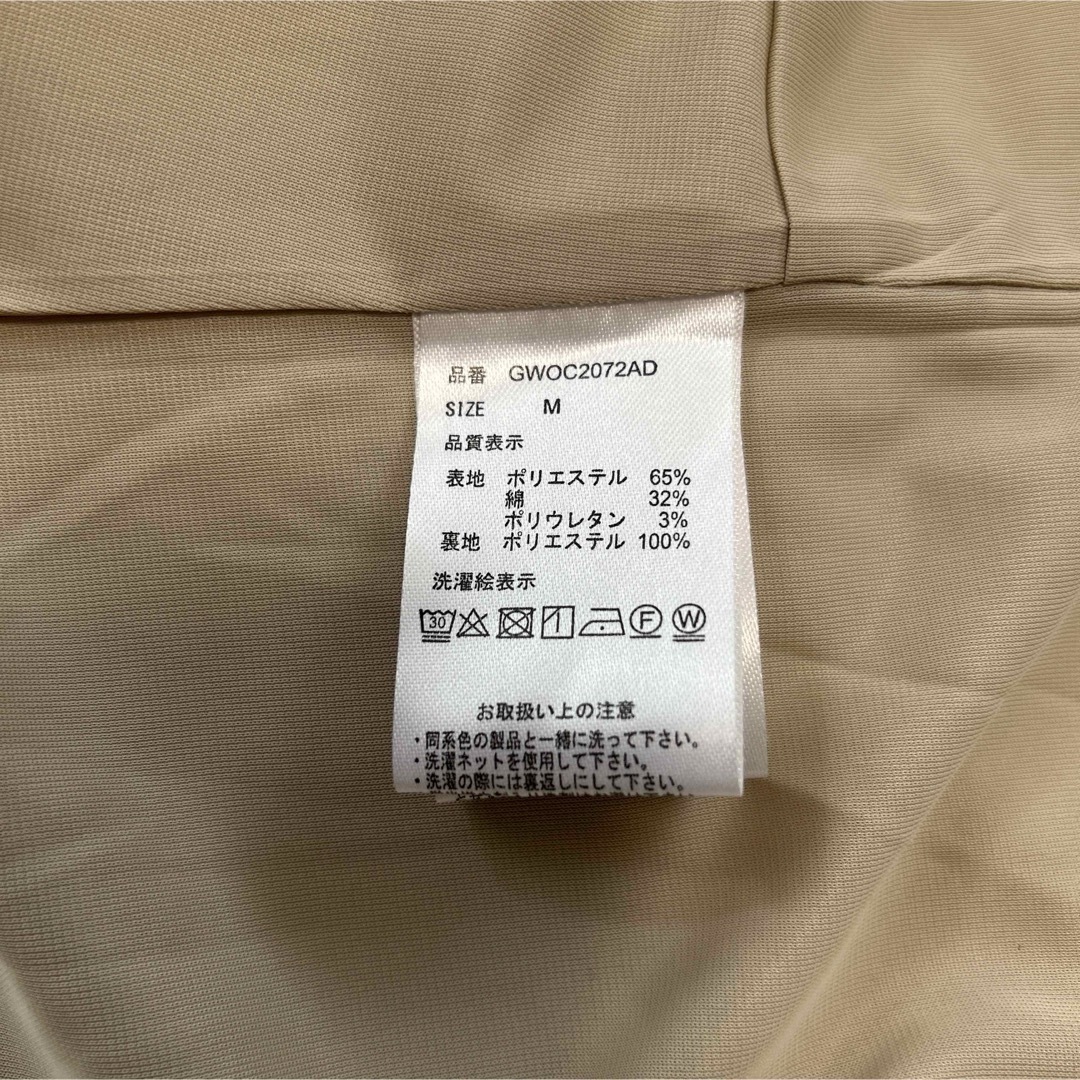 品番 GWOC2072AD
SIZE M
品質表示
表地 ポリエステル 65%
綿 32%
ポリウレタン 3%
裏地 ポリエステル 100%
洗濯絵表示
30 F W
お取扱い上の注意
・同系色の製品と一緒に洗って下さい。
・洗濯ネットを使用して下さい。
・洗濯の際には裏返しにして下さい。